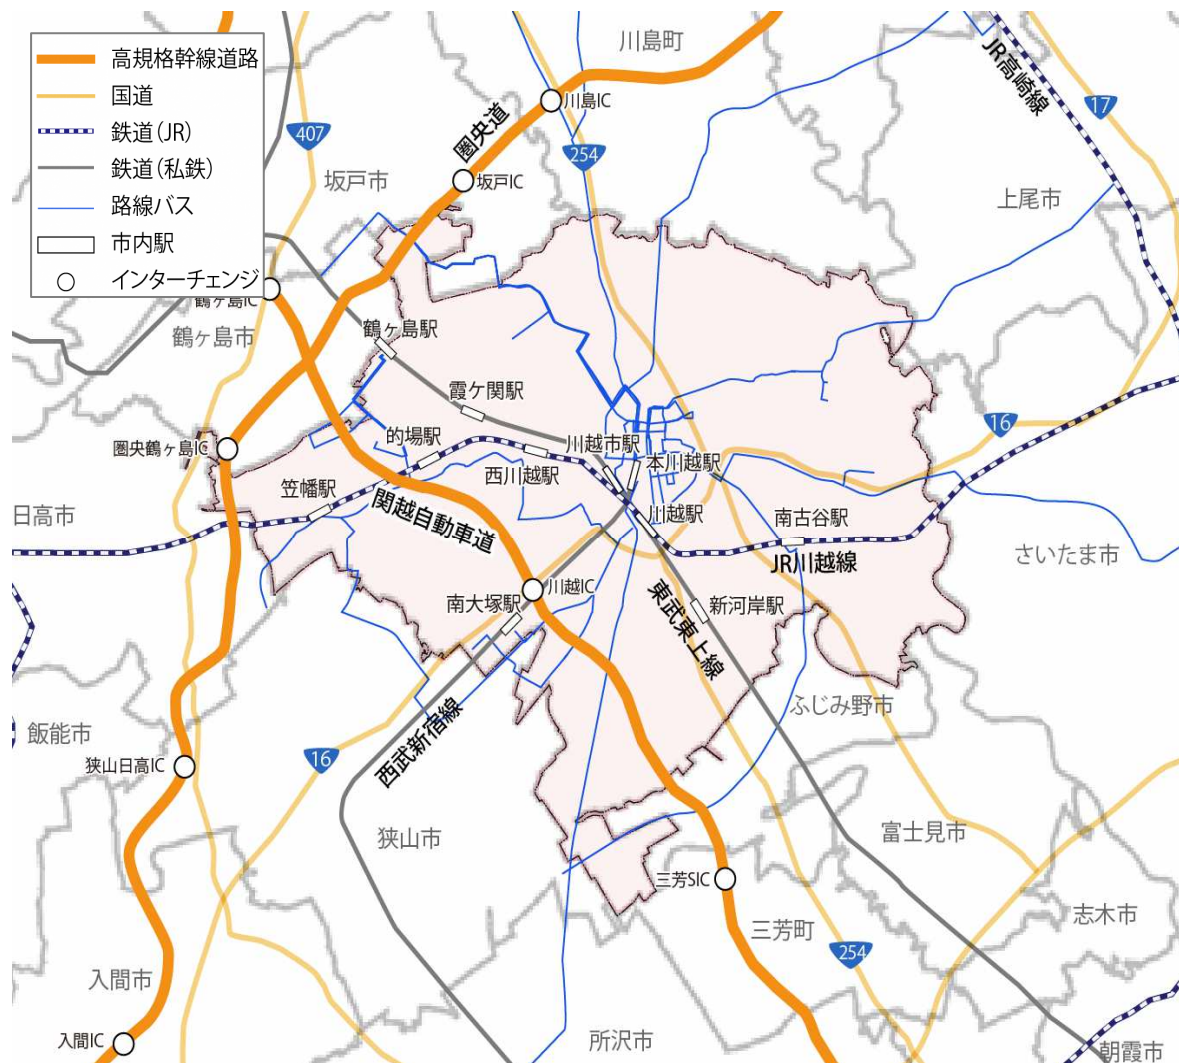 高規格幹線道路
国道
鉄道（JR）
鉄道（私鉄）
路線バス
市内駅
インターチェンジ
川島町
JR高崎線
17
407
圏央道
川島IC
254
坂戸市
坂戸IC
上尾市
鶴ヶ島IC
鶴ヶ島市
鶴ヶ島駅
霞ケ関駅
16
圏央鶴ヶ島IC
的場駅
川越市駅
本川越駅
西川越駅
笠幡駅
関越自動車道
川越駅
南古谷駅
日高市
JR川越線
さいたま市
川越IC
南大塚駅
東武東上線
新河岸駅
ふじみ野市
飯能市
狭山日高IC
16
西武新宿線
狭山市
富士見市
三芳SIC
三芳町
志木市
254
入間市
入間IC
所沢市
朝霞市